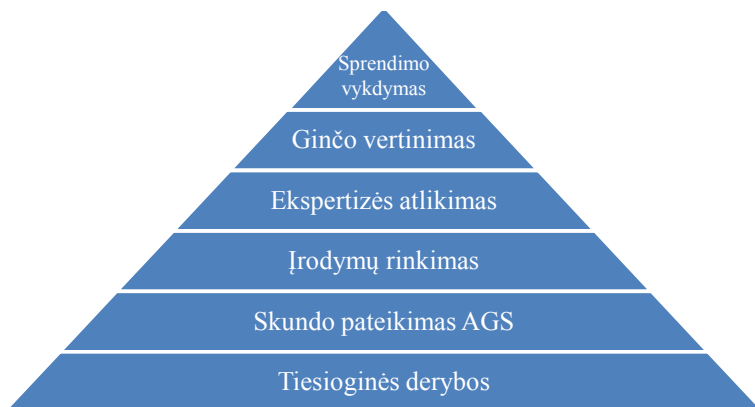 Sprendimo
vykdymas
Ginčo vertinimas
Ekspertizės atlikimas
Įrodymų rinkimas
Skundo pateikimas AGS
Tiesioginės derybos